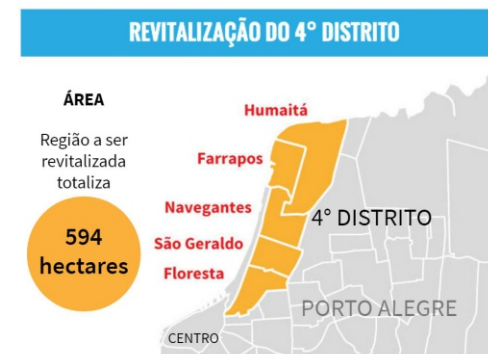 REVITALIZAÇÃO DO 4° DISTRITO
ÁREA
Região a ser
revitalizada
totaliza
594
hectares
Humaitá
Farrapos
Navegantes
São Geraldo
Floresta
4° DISTRITO
PORTO ALEGRE
CENTRO